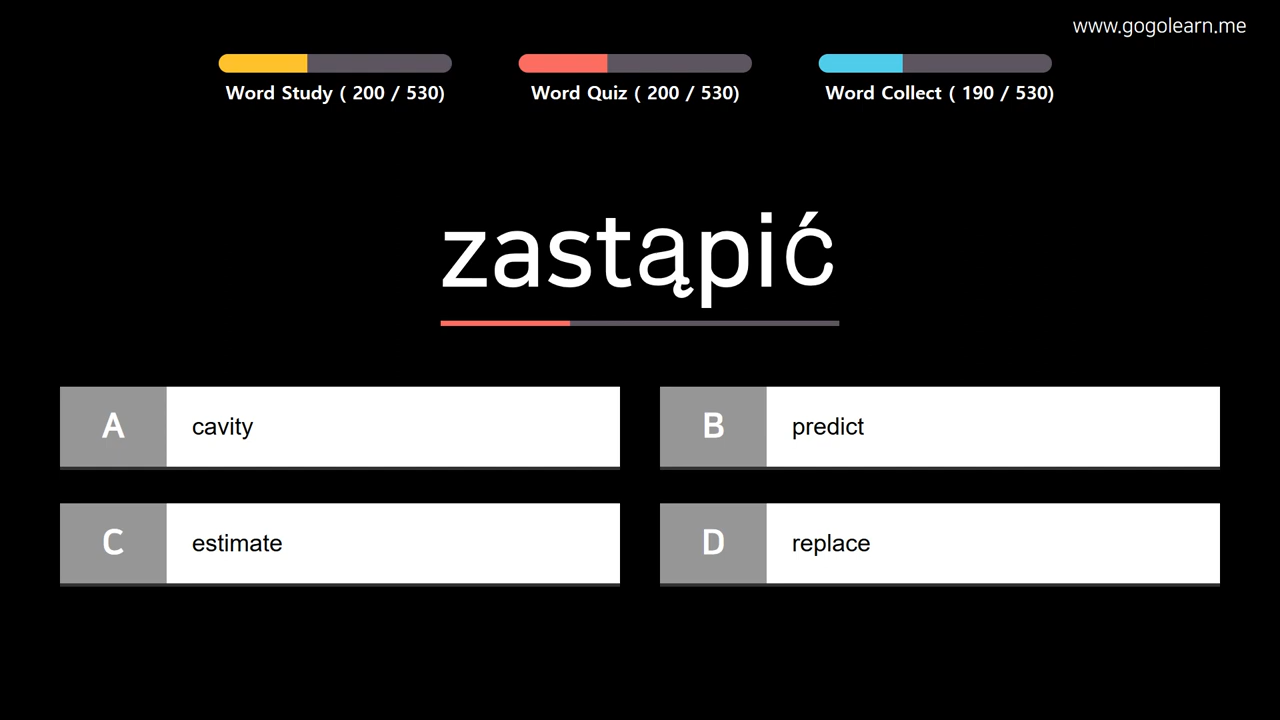 www.gogolearn.me
Word Study ( 200 / 530)
Word Quiz ( 200 / 530)
Word Collect ( 190 / 530)
zastąpić
A cavity
B predict
C estimate
D replace